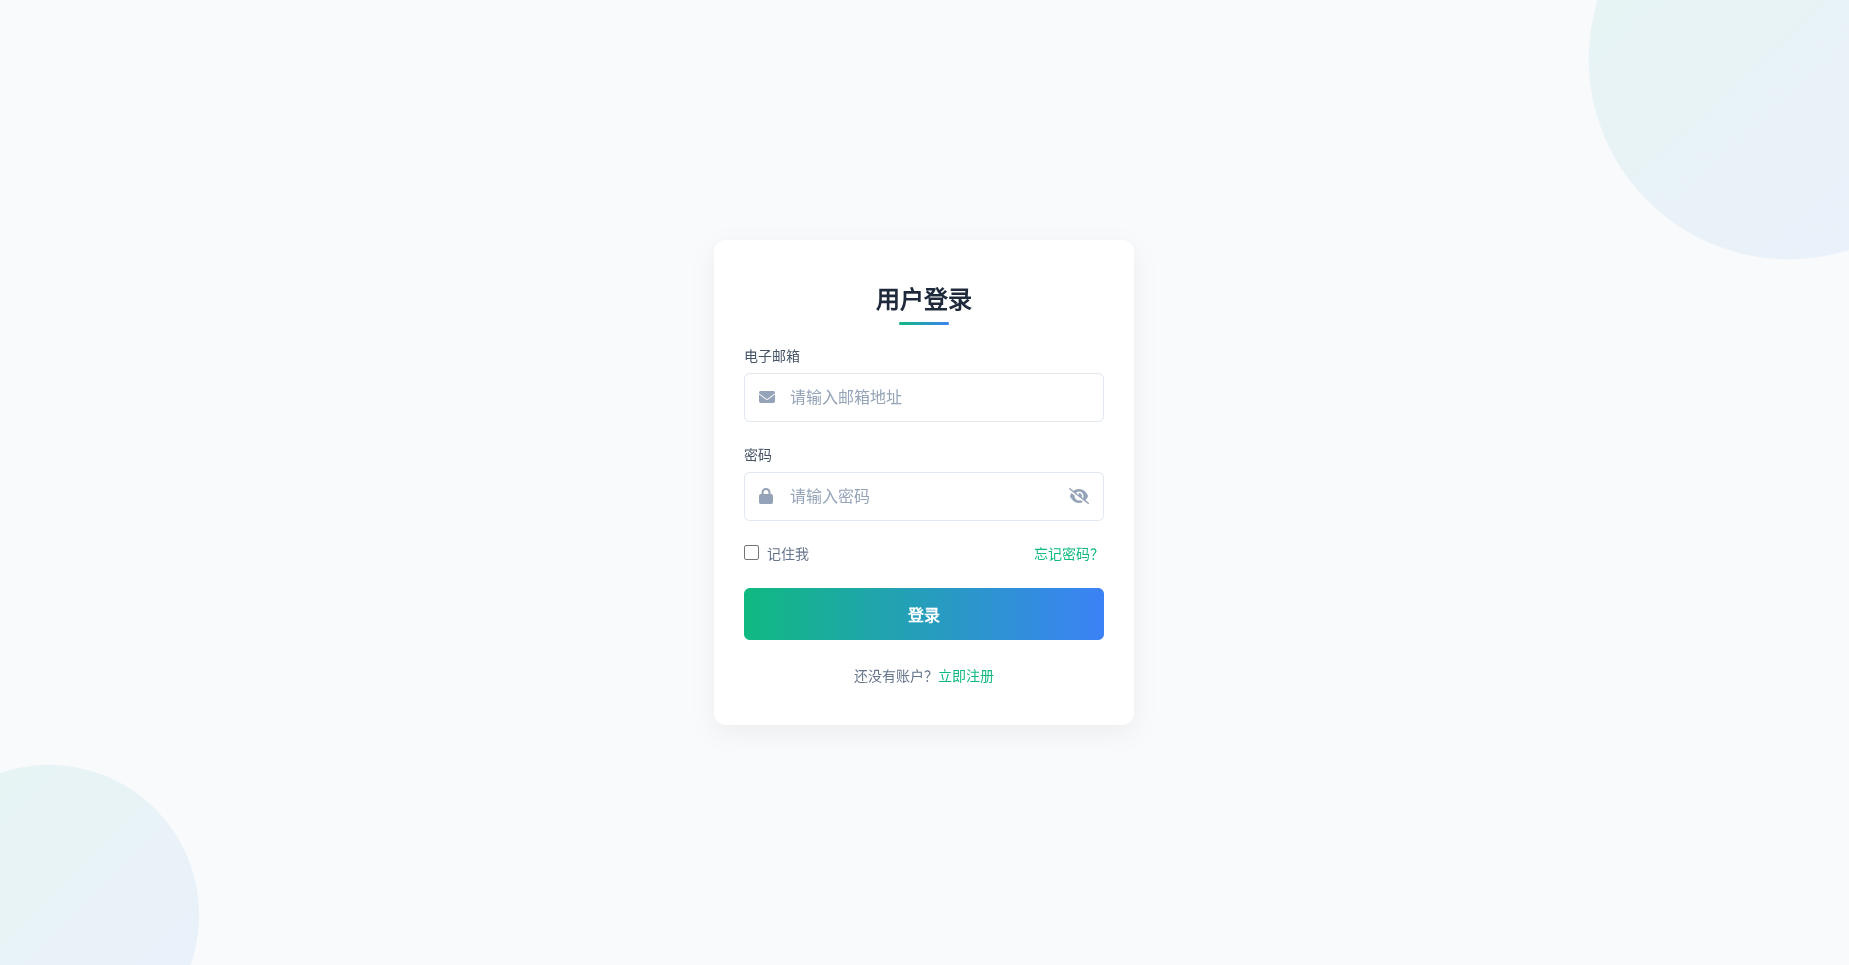 用户登录
电子邮箱
请输入邮箱地址
密码
请输入密码
记住我 忘记密码?
登录
还没有账户? 立即注册